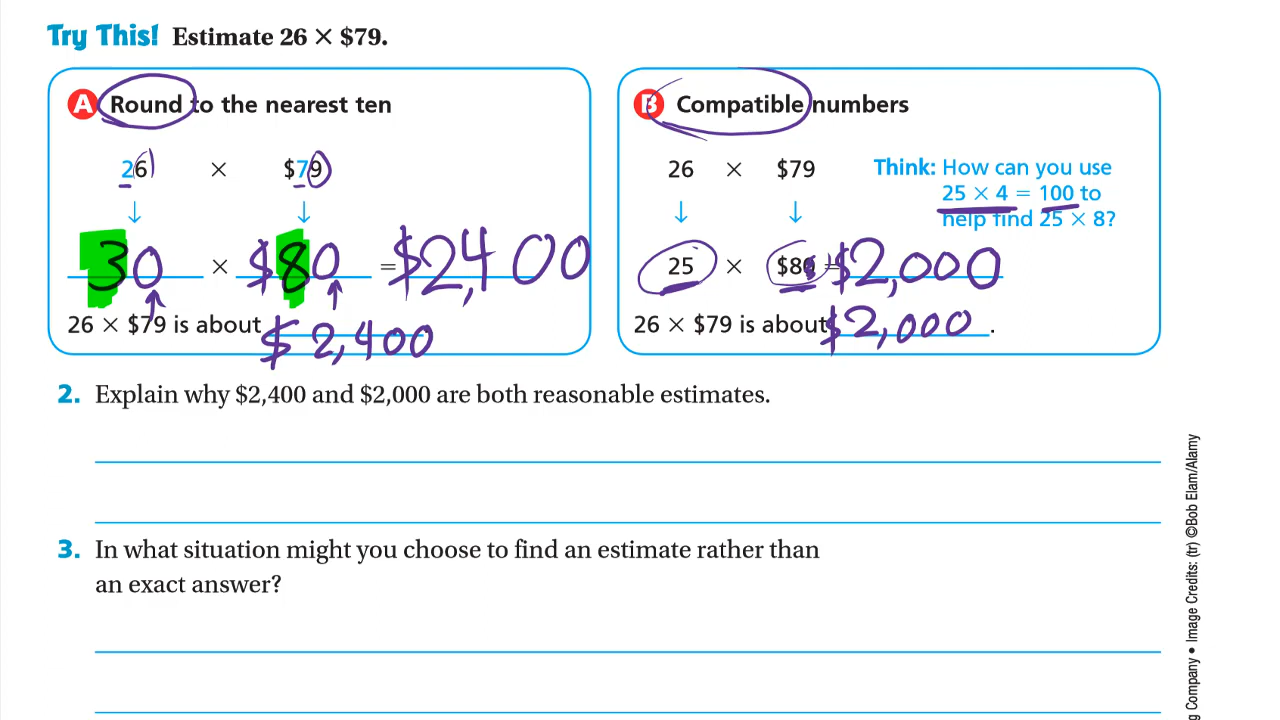 Try This! Estimate 26 × $79.
A Round to the nearest ten
26 × $79
↓ ↓
30 × $80 = $2,400
26 × $79 is about $2,400
B Compatible numbers
26 × $79
↓ ↓
25 × $80 = $2,000
26 × $79 is about $2,000.
Think: How can you use
25 × 4 = 100 to
help find 25 × 8?
2. Explain why $2,400 and $2,000 are both reasonable estimates.
3. In what situation might you choose to find an estimate rather than
an exact answer?
g Company • Image Credits: (tr) ©Bob Elam/Alamy